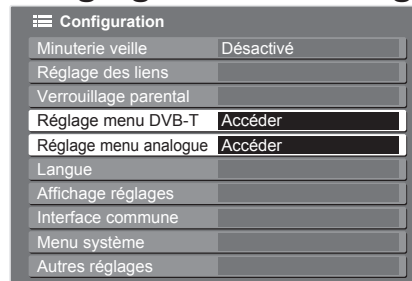 Configuration
Minuterie veille Désactivé
Réglage des liens
Verrouillage parental
Réglage menu DVB-T Accéder
Réglage menu analogue Accéder
Langue
Affichage réglages
Interface commune
Menu système
Autres réglages